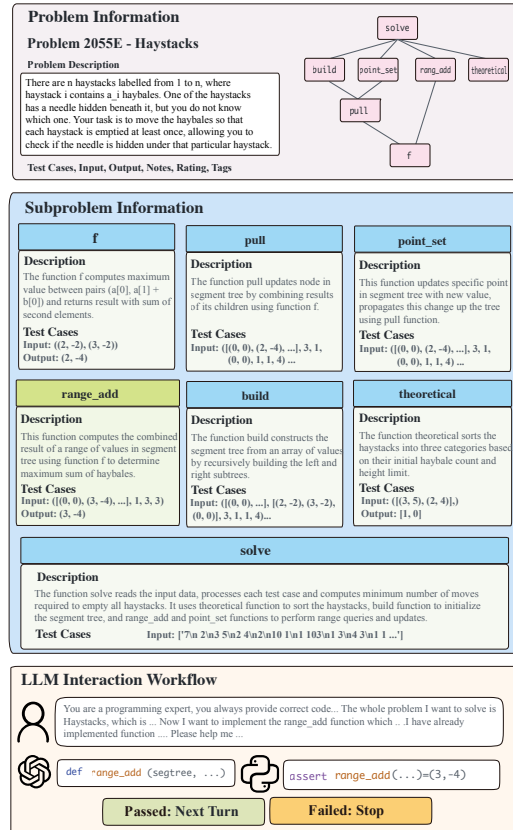 Problem Information
Problem 2055E - Haystacks
Problem Description
There are n haystacks labelled from 1 to n, where
haystack i contains a_i haybales. One of the haystacks
has a needle hidden beneath it, but you do not know
which one. Your task is to move the haybales so that
each haystack is emptied at least once, allowing you to
check if the needle is hidden under that particular haystack.
Test Cases, Input, Output, Notes, Rating, Tags
solve
build
point_set
rang_add
theoretical
pull
f
Subproblem Information
f
Description
The function f computes maximum
value between pairs (a[0], a[1] +
b[0]) and returns result with sum of
second elements.
Test Cases
Input: ((2, -2), (3, -2))
Output: (2, -4)
pull
Description
The function pull updates node in
segment tree by combining results
of its children using function f.
Test Cases
Input: ([(0, 0), (2, -4), ...], 3, 1,
(0, 0), 1, 1, 4) ...
point_set
Description
This function updates specific point
in segment tree with new value,
propagates this change up the tree
using pull function.
Test Cases
Input: ([(0, 0), (2, -4), ...], 3, 1,
(0, 0), 1, 1, 4) ...
range_add
Description
This function computes the combined
result of a range of values in segment
tree using function f to determine
maximum sum of haybales.
Test Cases
Input: ([(0, 0), (3, -4), ...], 1, 3, 3)
Output: (3, -4)
build
Description
The function build constructs the
segment tree from an array of values
by recursively building the left and
right subtrees.
Test Cases
Input: ([(0, 0), ...], [(2, -2), (3, -2),
(0, 0)], 3, 1, 1, 4)...
theoretical
Description
The function theoretical sorts the
haystacks into three categories based
on their initial haybale count and
height limit.
Test Cases
Input: ([(3, 5), (2, 4)],)
Output: [1, 0]
solve
Description
The function solve reads the input data, processes each test case and computes minimum number of moves
required to empty all haystacks. It uses theoretical function to sort the haystacks, build function to initialize
the segment tree, and range_add and point_set functions to perform range queries and updates.
Test Cases Input: ['7\n 2\n3 5\n2 4\n2\n10 1\n1 103\n1 3\n4 3\n1 1 ...']
LLM Interaction Workflow
You are a programming expert, you always provide correct code... The whole problem I want to solve is
Haystacks, which is ... Now I want to implement the range_add function which .. .I have already
implemented function .... Please help me ...
def range_add (segtree, ...)
assert range_add(...)=(3,-4)
Passed: Next Turn
Failed: Stop